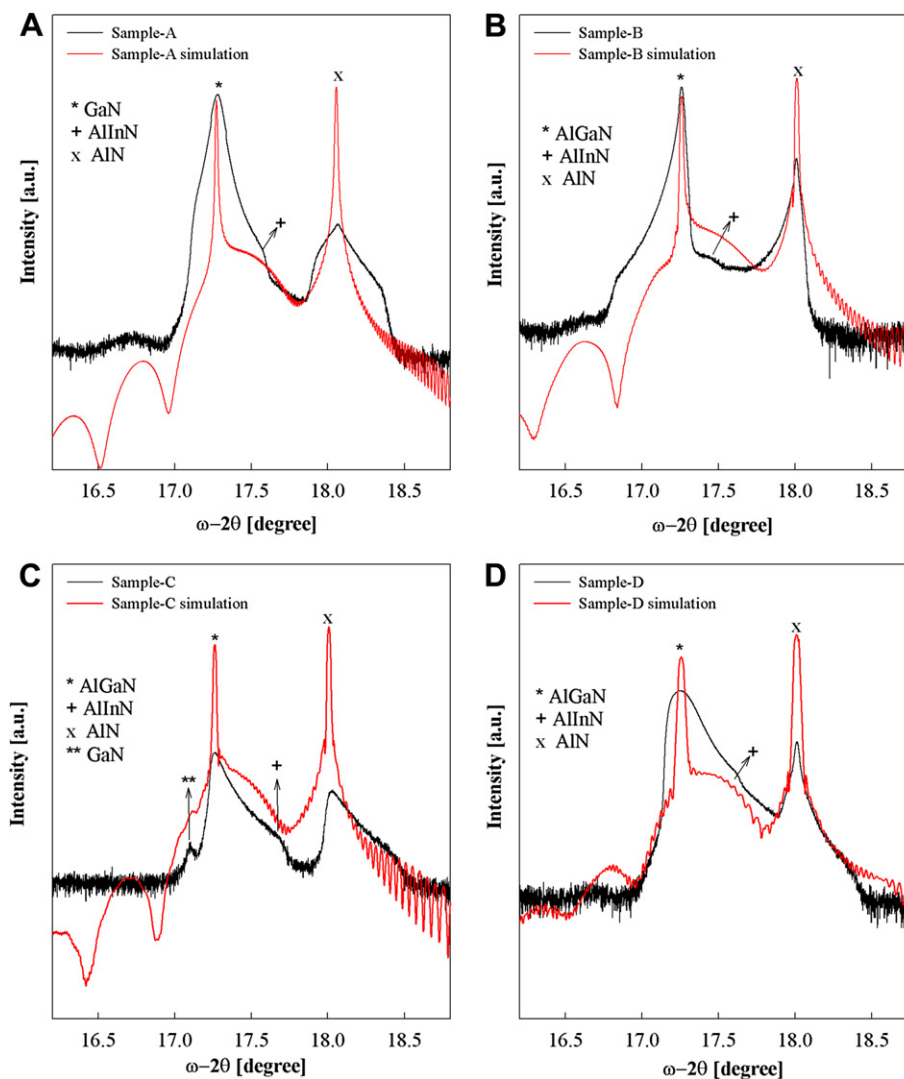 A
Sample-A
Sample-A simulation
*
x
* GaN
+ AlInN
x AlN
+
Intensity [a.u.]
16.5 17.0 17.5 18.0 18.5
ω−2θ [degree]
B
Sample-B
Sample-B simulation
*
x
* AlGaN
+ AlInN
x AlN
+
Intensity [a.u.]
16.5 17.0 17.5 18.0 18.5
ω−2θ [degree]
C
Sample-C
Sample-C simulation
*
x
* AlGaN
+ AlInN
x AlN
** GaN
**
+
Intensity [a.u.]
16.5 17.0 17.5 18.0 18.5
ω−2θ [degree]
D
Sample-D
Sample-D simulation
*
x
* AlGaN
+ AlInN
x AlN
+
Intensity [a.u.]
16.5 17.0 17.5 18.0 18.5
ω−2θ [degree]